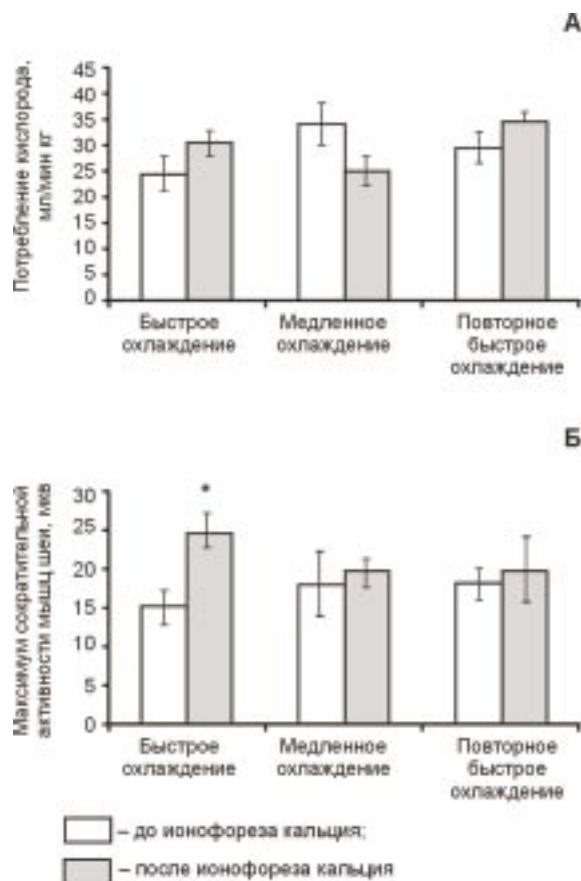 А
Потребление кислорода,
мл/мин кг
45
40
35
30
25
20
15
10
5
0
Быстрое
охлаждение
Медленное
охлаждение
Повторное
быстрое
охлаждение
Б
Максимум сократительной
активности мышц шеи, мкв
30
25
20
15
10
5
0
*
Быстрое
охлаждение
Медленное
охлаждение
Повторное
быстрое
охлаждение
– до ионофореза кальция;
– после ионофореза кальция